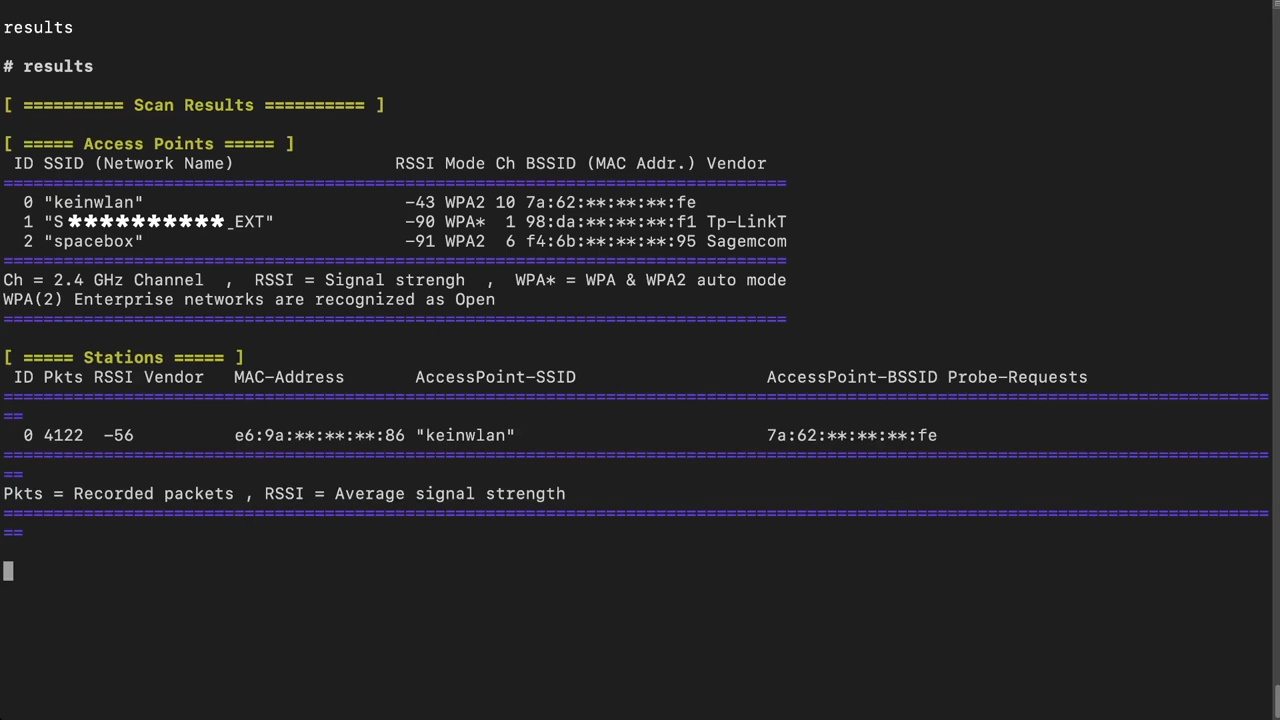 results
# results
[ ========== Scan Results ========== ]
[ ===== Access Points ===== ]
ID SSID (Network Name) RSSI Mode Ch BSSID (MAC Addr.) Vendor
==============================================================================
0 "keinwlan" -43 WPA2 10 7a:62:**:**:**:fe
1 "S**********_EXT" -90 WPA* 1 98:da:**:**:**:f1 Tp-LinkT
2 "spacebox" -91 WPA2 6 f4:6b:**:**:**:95 Sagemcom
==============================================================================
Ch = 2.4 GHz Channel , RSSI = Signal strengh , WPA* = WPA & WPA2 auto mode
WPA(2) Enterprise networks are recognized as Open
==============================================================================
[ ===== Stations ===== ]
ID Pkts RSSI Vendor MAC-Address AccessPoint-SSID AccessPoint-BSSID Probe-Requests
==============================================================================================================================
==
0 4122 -56 e6:9a:**:**:**:86 "keinwlan" 7a:62:**:**:**:fe
==============================================================================================================================
==
Pkts = Recorded packets , RSSI = Average signal strength
==============================================================================================================================
==